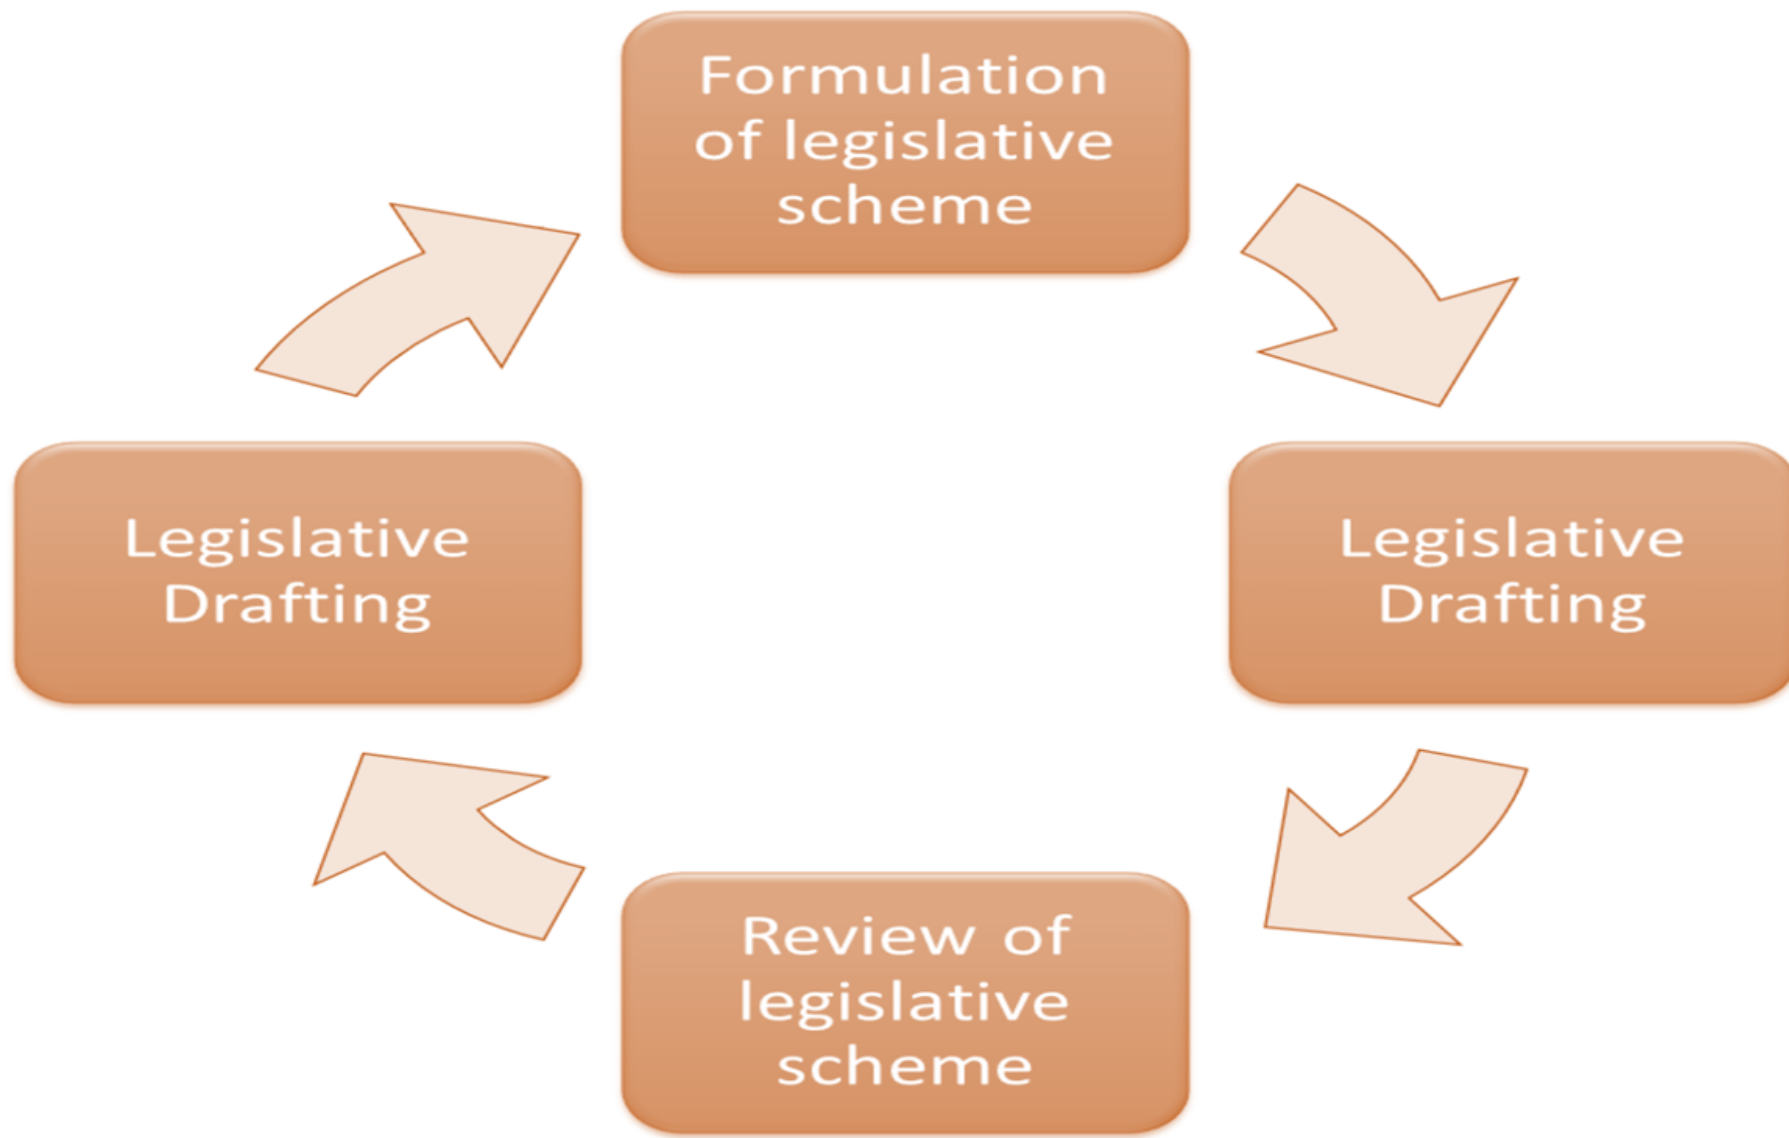 Formulation
of legislative
scheme
Legislative
Drafting
Legislative
Drafting
Review of
legislative
scheme